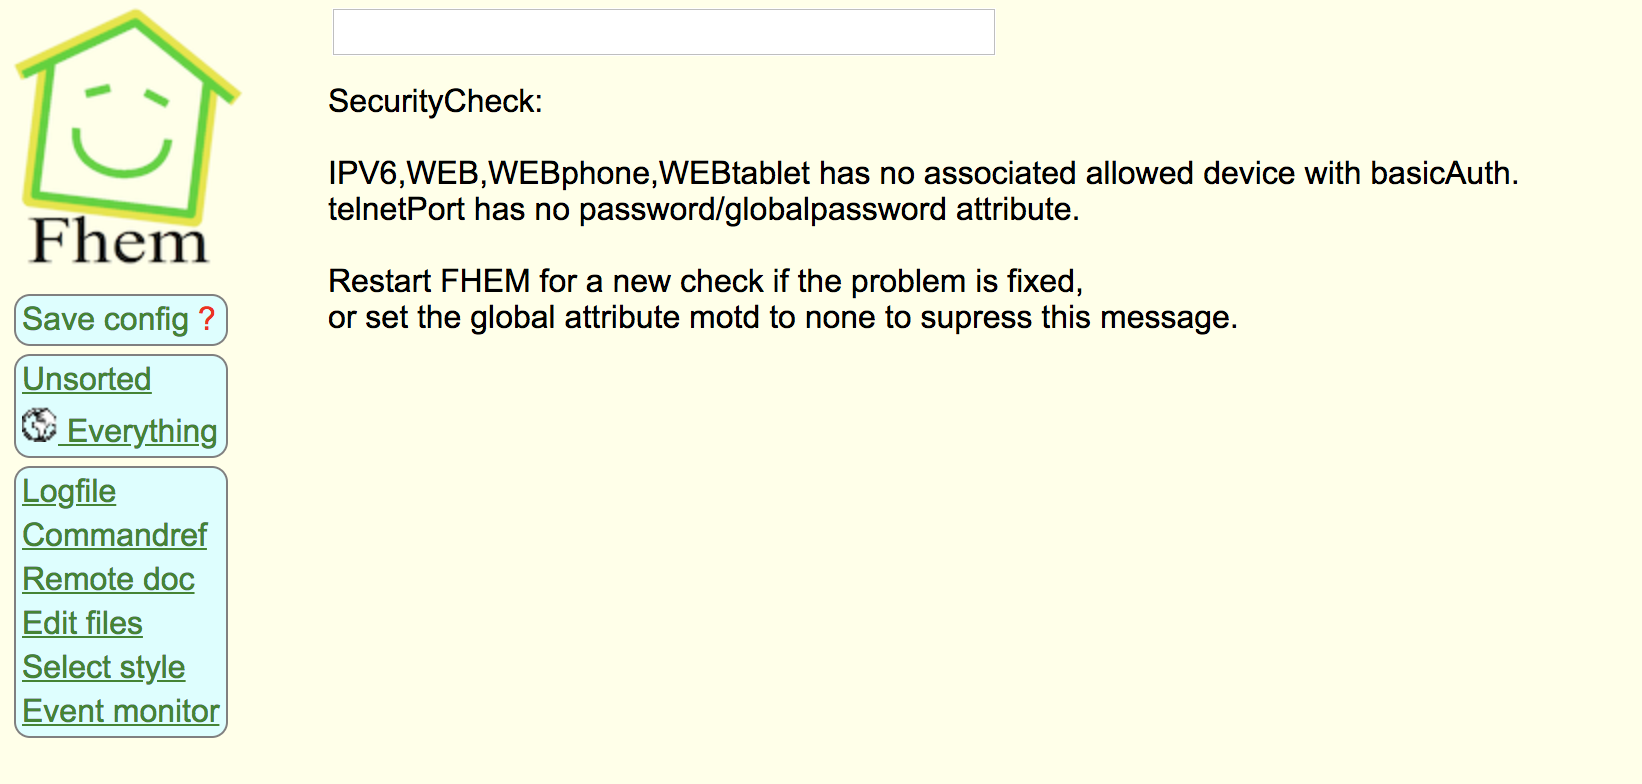 Fhem
Save config ?
Unsorted
Everything
Logfile
Commandref
Remote doc
Edit files
Select style
Event monitor
SecurityCheck:
IPV6,WEB,WEBphone,WEBtablet has no associated allowed device with basicAuth.
telnetPort has no password/globalpassword attribute.
Restart FHEM for a new check if the problem is fixed,
or set the global attribute motd to none to supress this message.